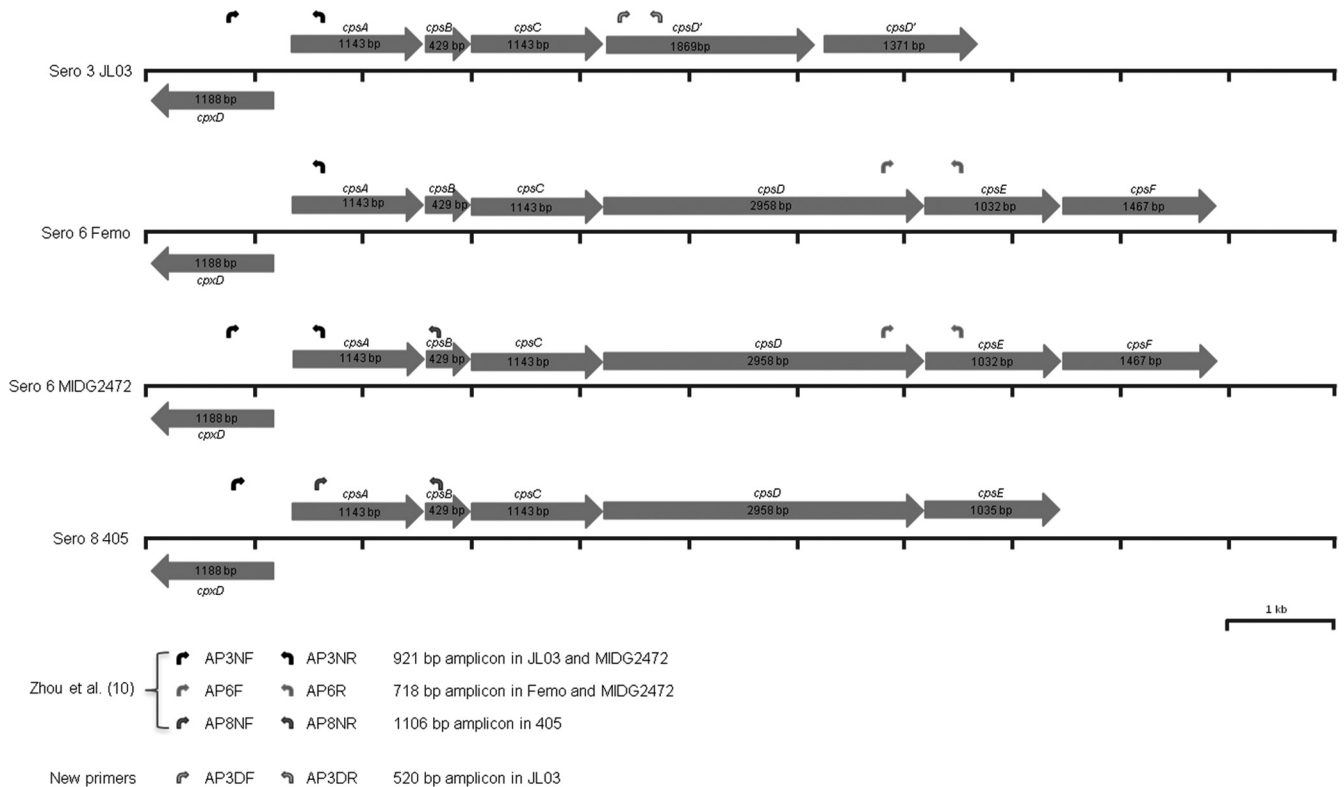 cpsA cpsB cpsC cpsD' cpsD'
1143 bp 429 bp 1143 bp 1869bp 1371 bp
Sero 3 JL03
1188 bp
cpxD
cpsA cpsB cpsC cpsD cpsE cpsF
1143 bp 429 bp 1143 bp 2958 bp 1032 bp 1467 bp
Sero 6 Femo
1188 bp
cpxD
cpsA cpsB cpsC cpsD cpsE cpsF
1143 bp 429 bp 1143 bp 2958 bp 1032 bp 1467 bp
Sero 6 MIDG2472
1188 bp
cpxD
cpsA cpsB cpsC cpsD cpsE
1143 bp 429 bp 1143 bp 2958 bp 1035 bp
Sero 8 405
1188 bp
cpxD
1 kb
AP3NF AP3NR 921 bp amplicon in JL03 and MIDG2472
Zhou et al. (10) AP6F AP6R 718 bp amplicon in Femo and MIDG2472
AP8NF AP8NR 1106 bp amplicon in 405
New primers AP3DF AP3DR 520 bp amplicon in JL03